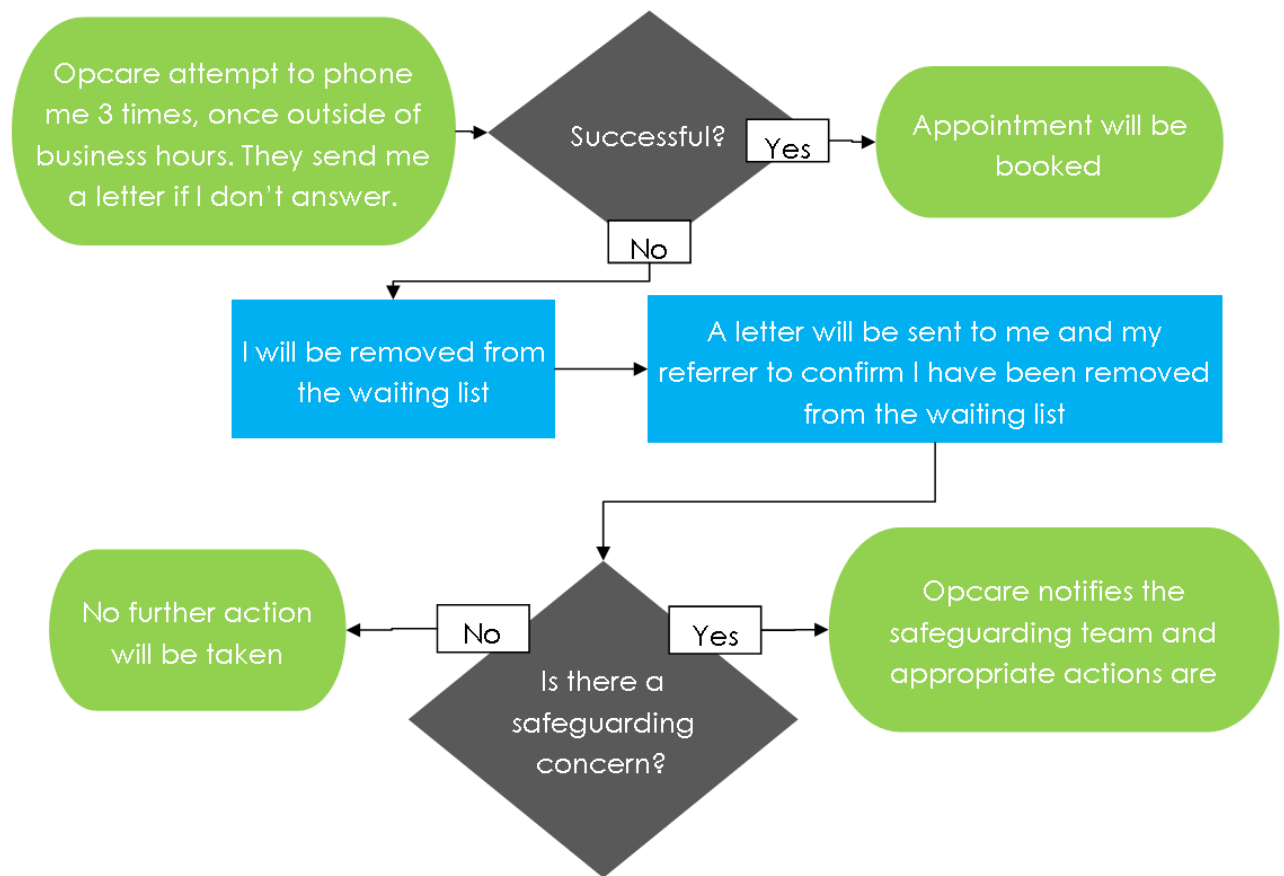 Opcare attempt to phone
me 3 times, once outside of
business hours. They send me
a letter if I don’t answer.
Successful?
Yes
Appointment will be
booked
No
I will be removed from
the waiting list
A letter will be sent to me and my
referrer to confirm I have been removed
from the waiting list
No further action
will be taken
No
Is there a
safeguarding
concern?
Yes
Opcare notifies the
safeguarding team and
appropriate actions are